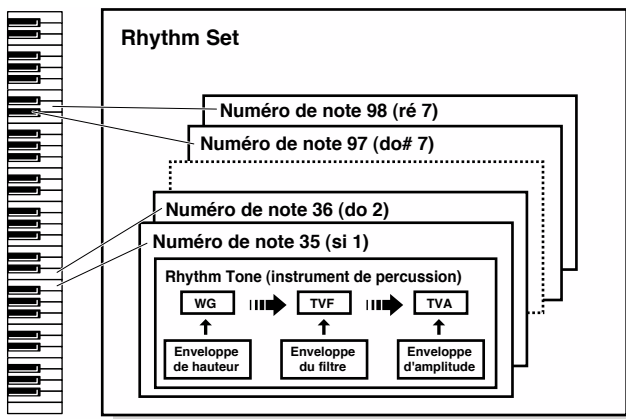 Rhythm Set
Numéro de note 98 (ré 7)
Numéro de note 97 (do# 7)
Numéro de note 36 (do 2)
Numéro de note 35 (si 1)
Rhythm Tone (instrument de percussion)
WG
TVF
TVA
Enveloppe
de hauteur
Enveloppe
du filtre
Enveloppe
d'amplitude